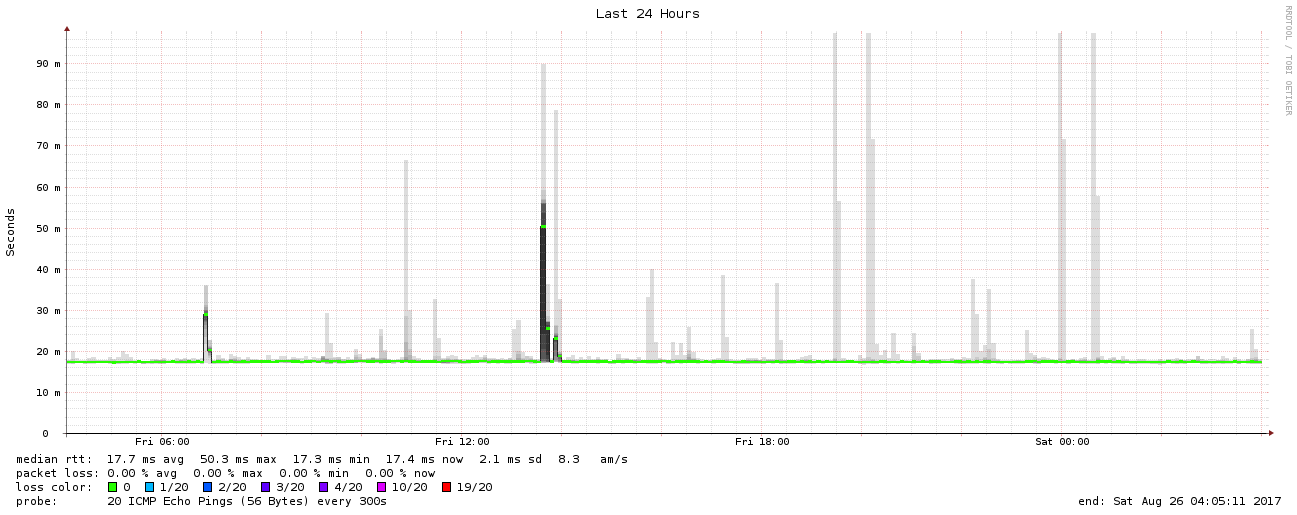 Last 24 Hours
RRDTOOL / TOBI OETIKER
Seconds
90 m
80 m
70 m
60 m
50 m
40 m
30 m
20 m
10 m
0
Fri 06:00 Fri 12:00 Fri 18:00 Sat 00:00
median rtt: 17.7 ms avg 50.3 ms max 17.3 ms min 17.4 ms now 2.1 ms sd 8.3 am/s
packet loss: 0.00 % avg 0.00 % max 0.00 % min 0.00 % now
loss color: 0 1/20 2/20 3/20 4/20 10/20 19/20
probe: 20 ICMP Echo Pings (56 Bytes) every 300s end: Sat Aug 26 04:05:11 2017